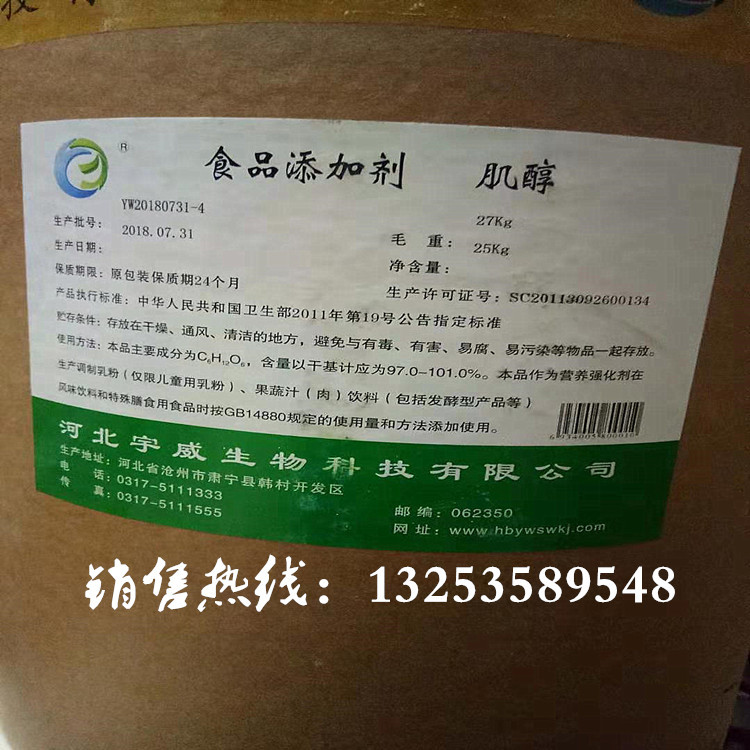 ®
食品添加剂 肌醇
生产批号: YW20180731-4
生产日期: 2018.07.31
毛 重: 27Kg
净含量: 25Kg
保质期限: 原包装保质期24个月
生产许可证号: SC20113092600134
产品执行标准: 中华人民共和国卫生部2011年第19号公告指定标准
贮存条件: 存放在干燥、通风、清洁的地方,避免与有毒、有害、易腐、易污染等物品一起存放。
使用方法: 本品主要成分为C₆H₁₂O₆,含量以干基计应为97.0-101.0%。本品作为营养强化剂在
生产调制乳粉(仅限儿童用乳粉)、果蔬汁(肉)饮料(包括发酵型产品等)
风味饮料和特殊膳食用食品时按GB14880规定的使用量和方法添加使用。
河北宇威生物科技有限公司
生产地址: 河北省沧州市肃宁县韩村开发区
电 话: 0317-5111333
传 真: 0317-5111555
邮 编: 062350
网 址: www.hbywswkj.com
销售热线: 13253589548